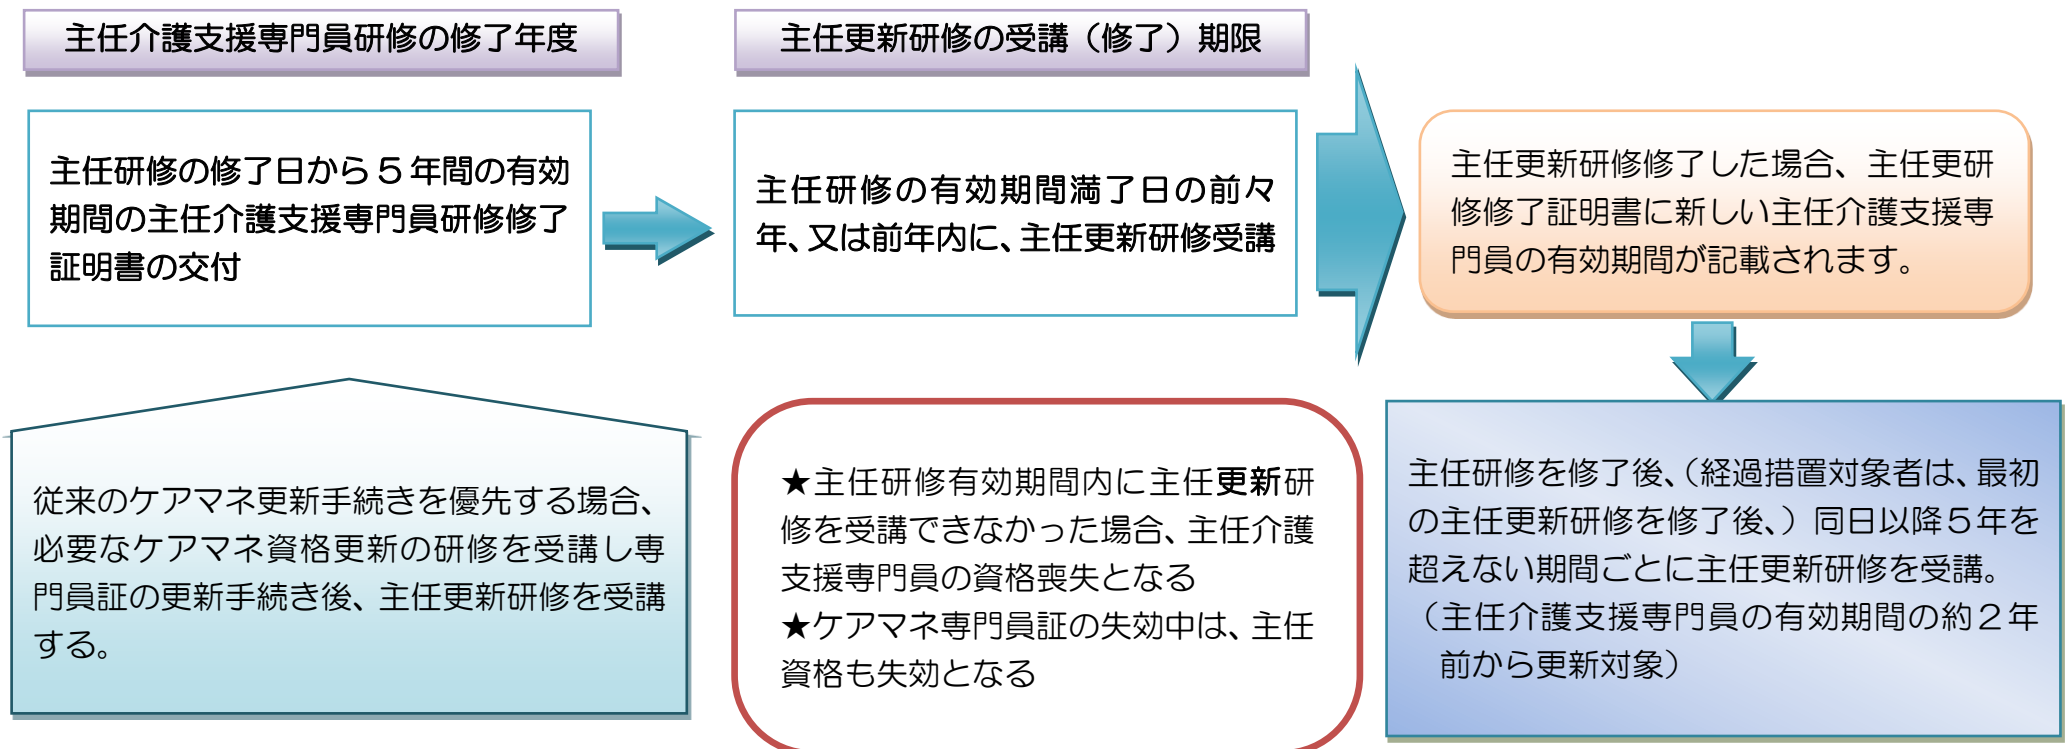 主任介護支援専門員研修の修了年度
主任更新研修の受講（修了）期限
主任研修の修了日から５年間の有効
期間の主任介護支援専門員研修修了
証明書の交付
主任研修の有効期間満了日の前々
年、又は前年内に、主任更新研修受講
主任更新研修修了した場合、主任更研
修修了証明書に新しい主任介護支援専
門員の有効期間が記載されます。
従来のケアマネ更新手続きを優先する場合、
必要なケアマネ資格更新の研修を受講し専
門員証の更新手続き後、主任更新研修を受講
する。
★主任研修有効期間内に主任更新研
修を受講できなかった場合、主任介護
支援専門員の資格喪失となる
★ケアマネ専門員証の失効中は、主任
資格も失効となる
主任研修を修了後、（経過措置対象者は、最初
の主任更新研修を修了後、）同日以降５年を
超えない期間ごとに主任更新研修を受講。
（主任介護支援専門員の有効期間の約２年
前から更新対象）